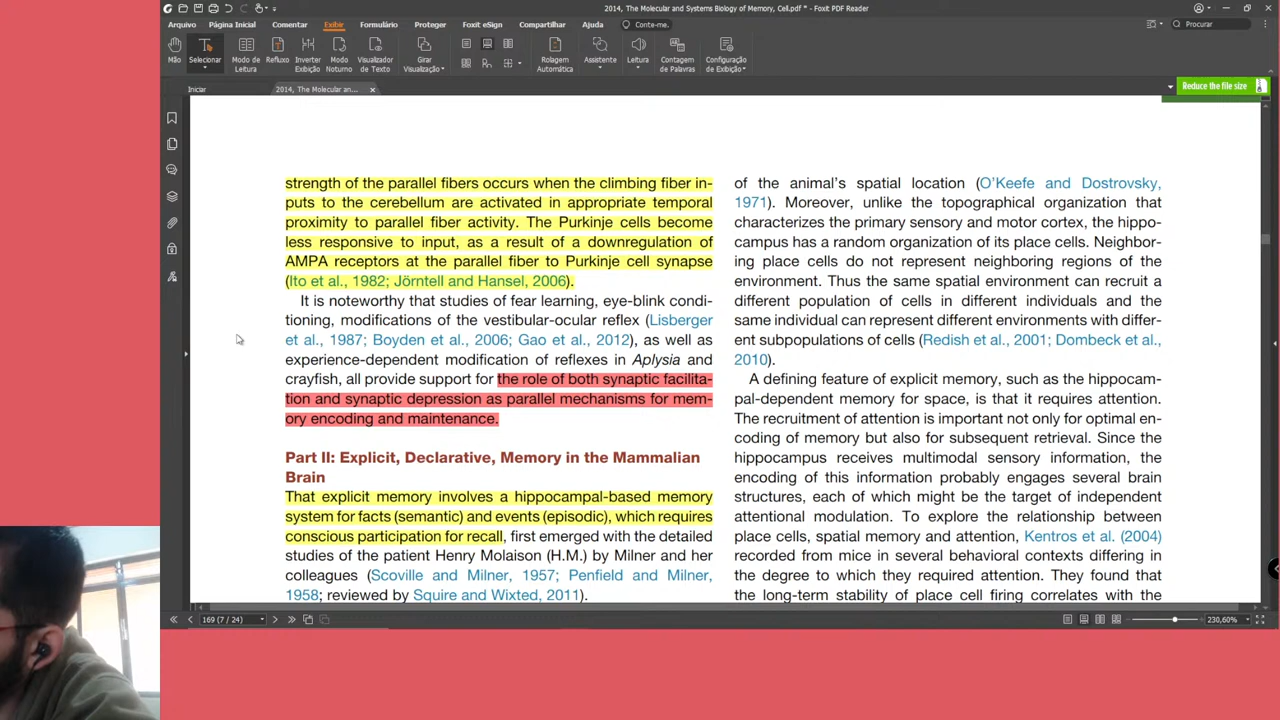 2014, The Molecular and Systems Biology of Memory, Cell.pdf * - Foxit PDF Reader
Arquivo Página Inicial Comentar Exibir Formulário Proteger Foxit eSign Compartilhar Ajuda Conte-me. Procurar
Mão Selecionar Modo de Leitura Refluxo Inverter Exibição Modo Noturno Visualizador de Texto Girar Visualização Rolagem Automática Assistente Leitura Contagem de Palavras Configuração de Exibição
Iniciar 2014, The Molecular an... Reduce the file size
strength of the parallel fibers occurs when the climbing fiber in-
puts to the cerebellum are activated in appropriate temporal
proximity to parallel fiber activity. The Purkinje cells become
less responsive to input, as a result of a downregulation of
AMPA receptors at the parallel fiber to Purkinje cell synapse
(Ito et al., 1982; Jörntell and Hansel, 2006).
It is noteworthy that studies of fear learning, eye-blink condi-
tioning, modifications of the vestibular-ocular reflex (Lisberger
et al., 1987; Boyden et al., 2006; Gao et al., 2012), as well as
experience-dependent modification of reflexes in Aplysia and
crayfish, all provide support for the role of both synaptic facilita-
tion and synaptic depression as parallel mechanisms for mem-
ory encoding and maintenance.
Part II: Explicit, Declarative, Memory in the Mammalian
Brain
That explicit memory involves a hippocampal-based memory
system for facts (semantic) and events (episodic), which requires
conscious participation for recall, first emerged with the detailed
studies of the patient Henry Molaison (H.M.) by Milner and her
colleagues (Scoville and Milner, 1957; Penfield and Milner,
1958; reviewed by Squire and Wixted, 2011).
of the animal's spatial location (O'Keefe and Dostrovsky,
1971). Moreover, unlike the topographical organization that
characterizes the primary sensory and motor cortex, the hippo-
campus has a random organization of its place cells. Neighbor-
ing place cells do not represent neighboring regions of the
environment. Thus the same spatial environment can recruit a
different population of cells in different individuals and the
same individual can represent different environments with differ-
ent subpopulations of cells (Redish et al., 2001; Dombeck et al.,
2010).
A defining feature of explicit memory, such as the hippocam-
pal-dependent memory for space, is that it requires attention.
The recruitment of attention is important not only for optimal en-
coding of memory but also for subsequent retrieval. Since the
hippocampus receives multimodal sensory information, the
encoding of this information probably engages several brain
structures, each of which might be the target of independent
attentional modulation. To explore the relationship between
place cells, spatial memory and attention, Kentros et al. (2004)
recorded from mice in several behavioral contexts differing in
the degree to which they required attention. They found that
the long-term stability of place cell firing correlates with the
169 (7 / 24) 230,60%